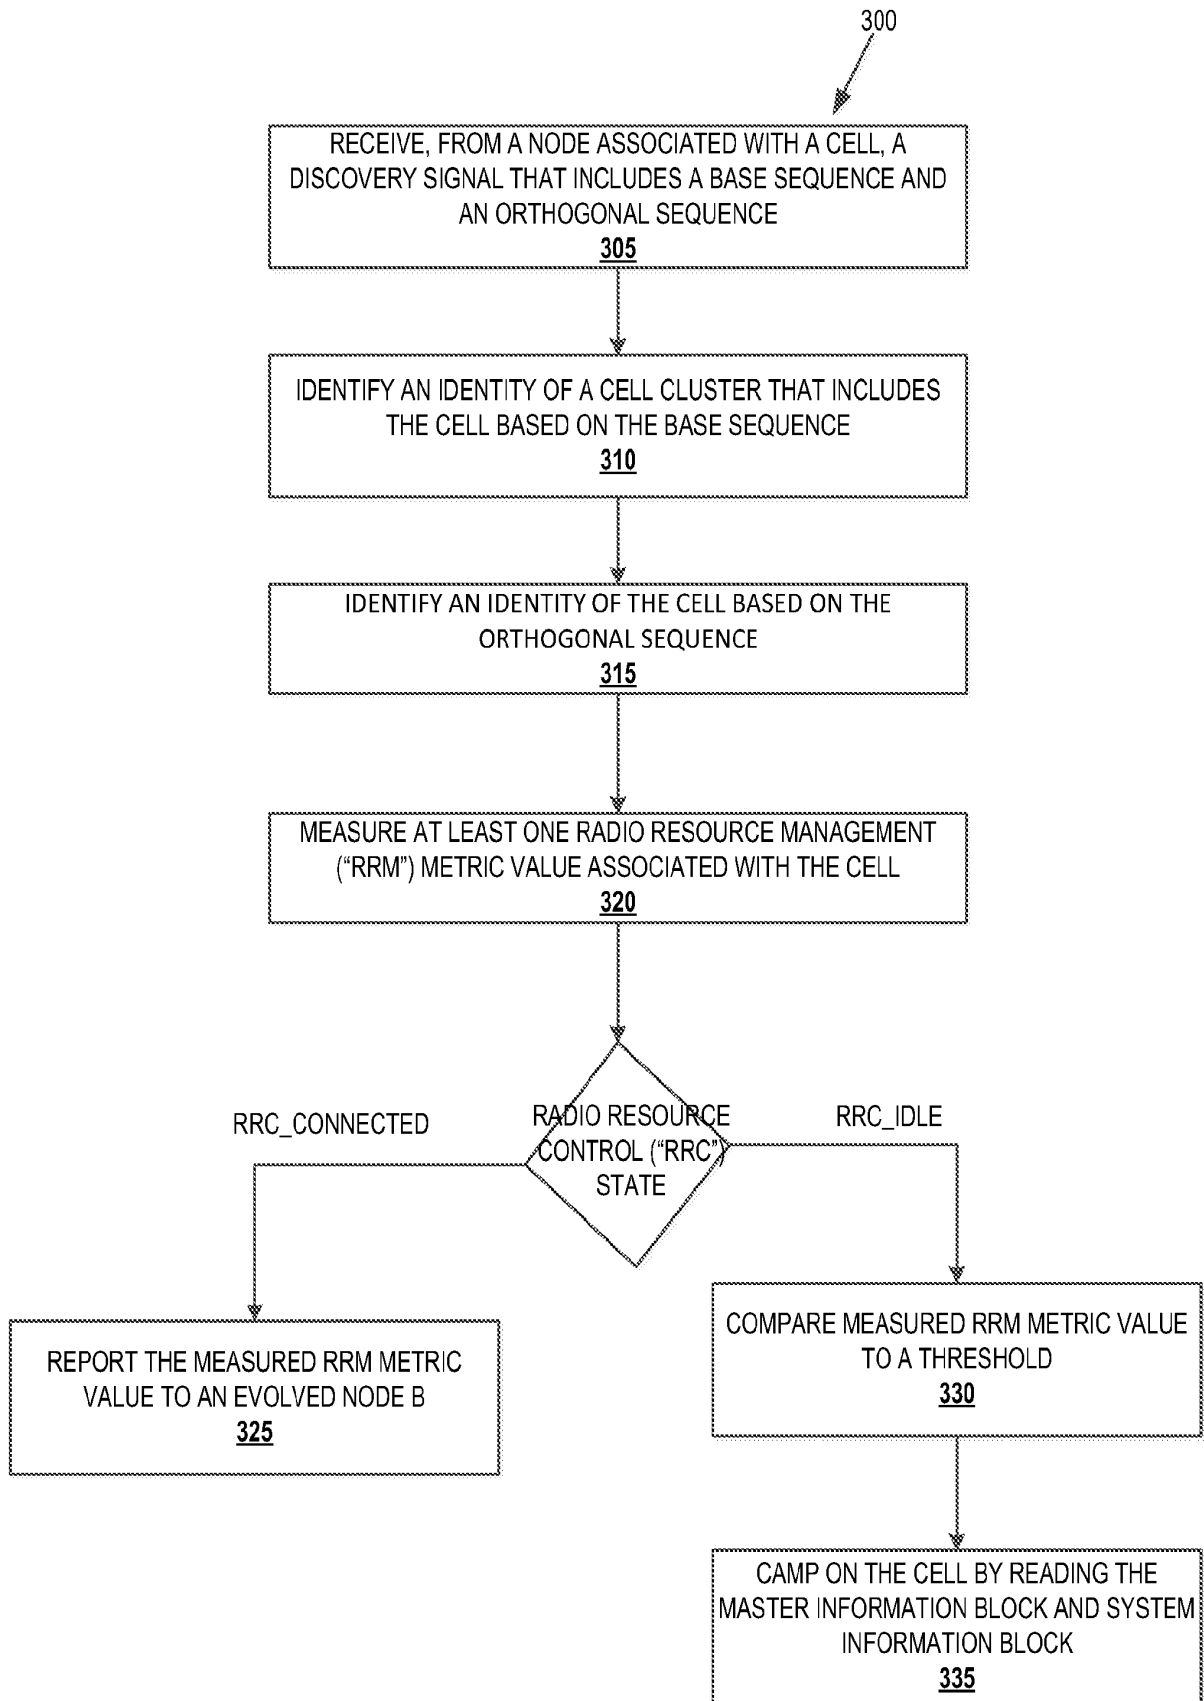 300
RECEIVE, FROM A NODE ASSOCIATED WITH A CELL, A
DISCOVERY SIGNAL THAT INCLUDES A BASE SEQUENCE AND
AN ORTHOGONAL SEQUENCE
305
IDENTIFY AN IDENTITY OF A CELL CLUSTER THAT INCLUDES
THE CELL BASED ON THE BASE SEQUENCE
310
IDENTIFY AN IDENTITY OF THE CELL BASED ON THE
ORTHOGONAL SEQUENCE
315
MEASURE AT LEAST ONE RADIO RESOURCE MANAGEMENT
(“RRM”) METRIC VALUE ASSOCIATED WITH THE CELL
320
RRC_CONNECTED
RADIO RESOURCE
CONTROL (“RRC”)
STATE
RRC_IDLE
REPORT THE MEASURED RRM METRIC
VALUE TO AN EVOLVED NODE B
325
COMPARE MEASURED RRM METRIC VALUE
TO A THRESHOLD
330
CAMP ON THE CELL BY READING THE
MASTER INFORMATION BLOCK AND SYSTEM
INFORMATION BLOCK
335